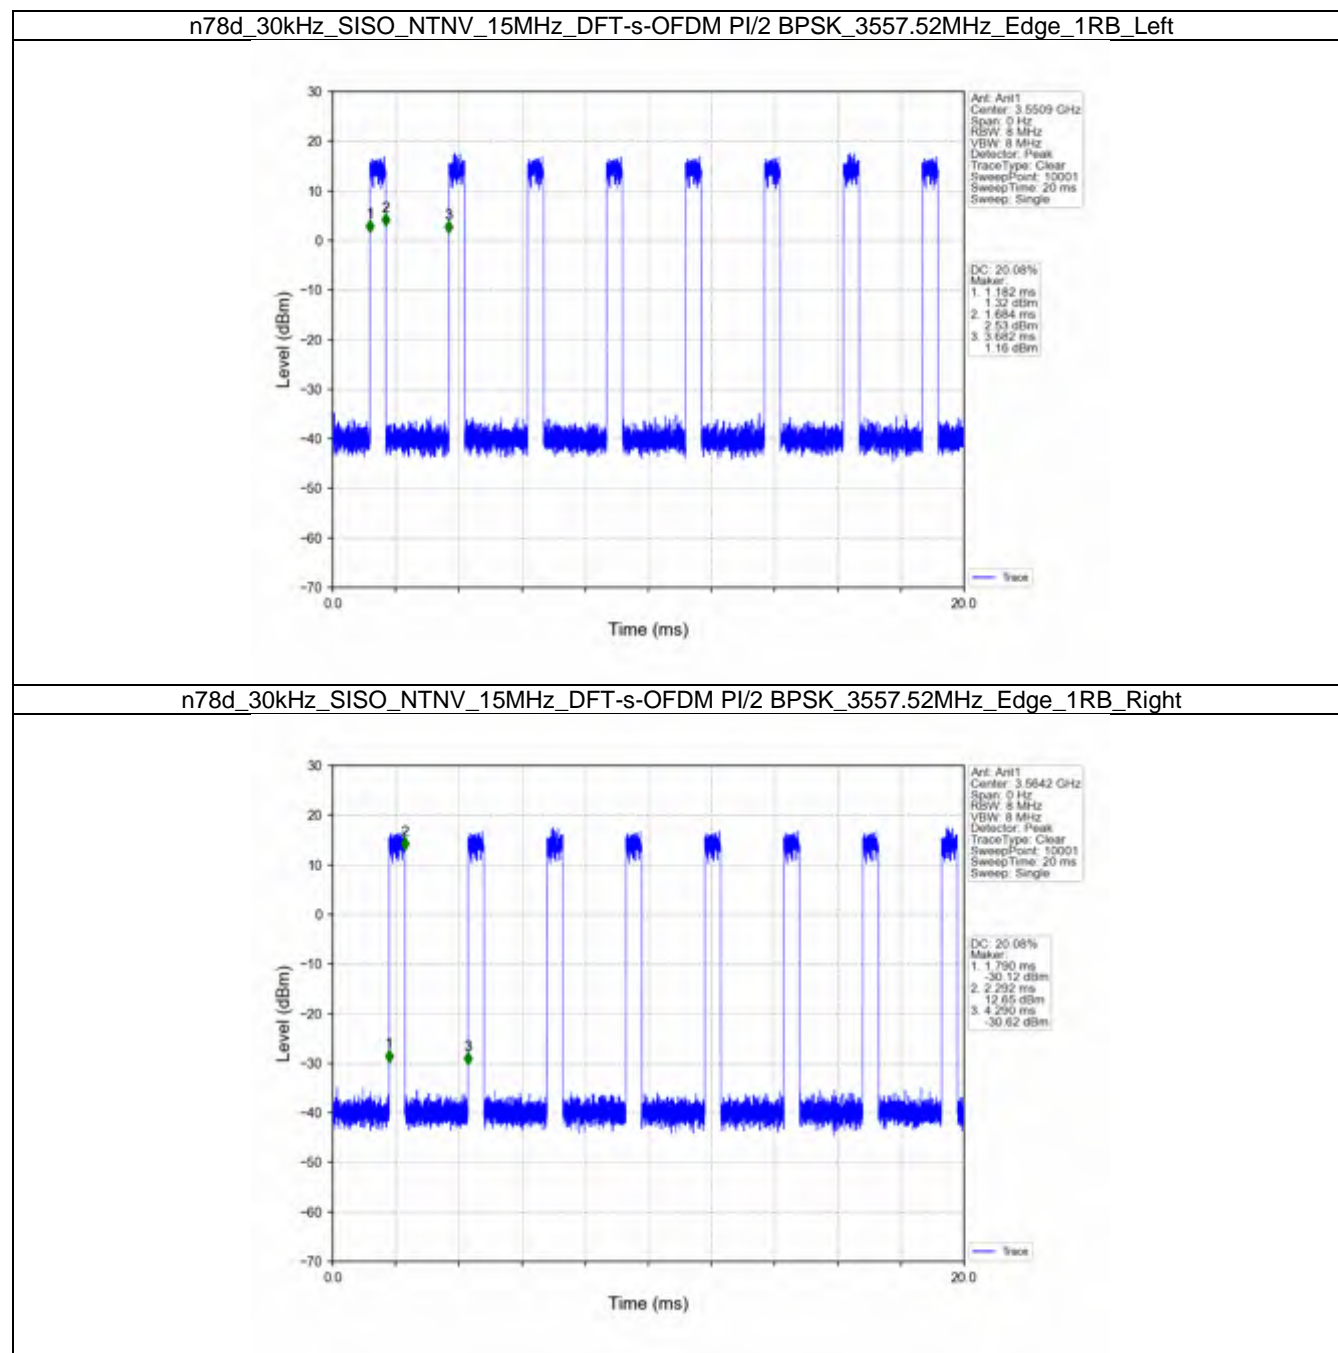 n78d_30kHz_SISO_NTNV_15MHz_DFT-s-OFDM PI/2 BPSK_3557.52MHz_Edge_1RB_Left
30
20
10
0
−10
−20
−30
−40
−50
−60
−70
Level (dBm)
1
2
3
0.0
20.0
Time (ms)
Ant: Ant1
Center: 3.5509 GHz
Span: 0 Hz
RBW: 8 MHz
VBW: 8 MHz
Detector: Peak
TraceType: Clear
SweepPoint: 10001
SweepTime: 20 ms
Sweep: Single
DC: 20.08%
Maker:
1. 1.182 ms
1.32 dBm
2. 1.684 ms
2.53 dBm
3. 3.682 ms
1.16 dBm
Trace
n78d_30kHz_SISO_NTNV_15MHz_DFT-s-OFDM PI/2 BPSK_3557.52MHz_Edge_1RB_Right
30
20
10
0
−10
−20
−30
−40
−50
−60
−70
Level (dBm)
1
2
3
0.0
20.0
Time (ms)
Ant: Ant1
Center: 3.5642 GHz
Span: 0 Hz
RBW: 8 MHz
VBW: 8 MHz
Detector: Peak
TraceType: Clear
SweepPoint: 10001
SweepTime: 20 ms
Sweep: Single
DC: 20.08%
Maker:
1. 1.790 ms
-30.12 dBm
2. 2.292 ms
12.65 dBm
3. 4.290 ms
-30.62 dBm
Trace